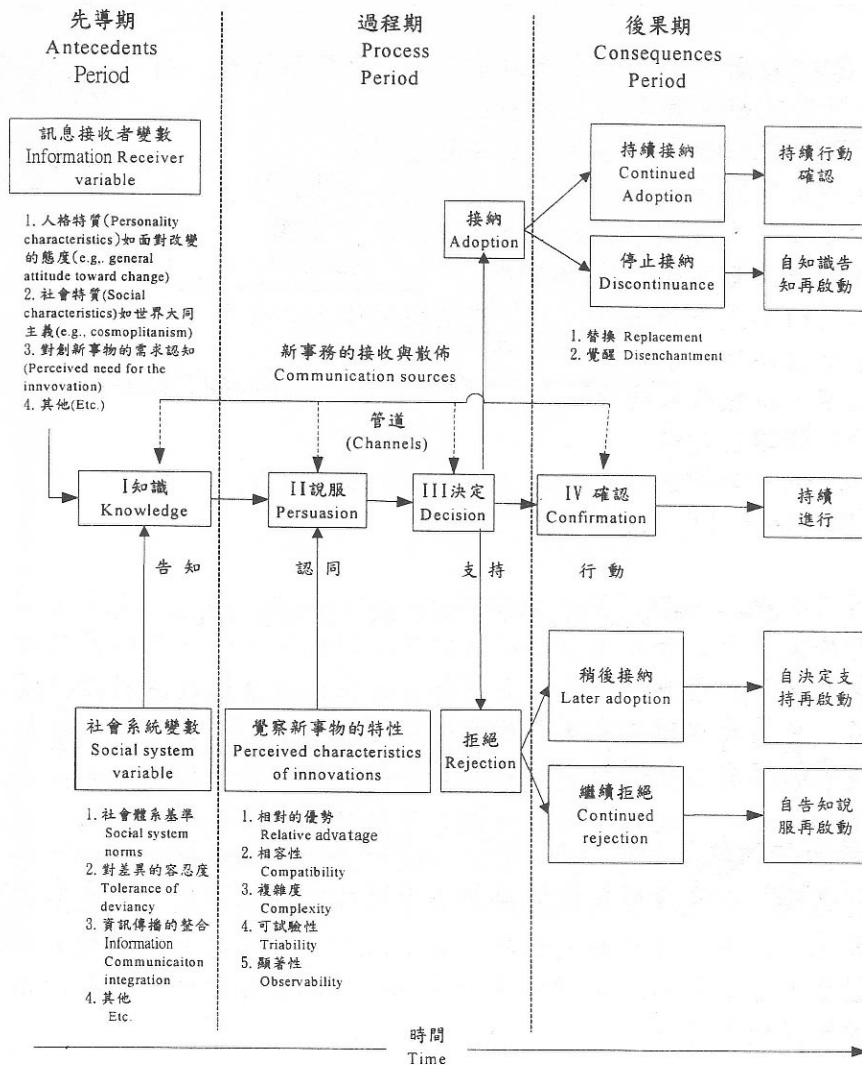 先導期
Antecedents
Period
過程期
Process
Period
後果期
Consequences
Period
訊息接收者變數
Information Receiver
variable
1. 人格特質(Personality
characteristics)如面對改變
的態度(e.g,. general
attitude toward change)
2. 社會特質(Social
characteristics)如世界大同
主義(e.g., cosmoplitanism)
3. 對創新事物的需求認知
(Perceived need for the
innvovation)
4. 其他(Etc.)
接納
Adoption
持續接納
Continued
Adoption
持續行動
確認
停止接納
Discontinuance
自知識告
知再啟動
1. 替換 Replacement
2. 覺醒 Disenchantment
新事務的接收與散佈
Communication sources
管道
(Channels)
I知識
Knowledge
II說服
Persuasion
III決定
Decision
IV 確認
Confirmation
持續
進行
告 知
認 同
支 持
行 動
社會系統變數
Social system
variable
1. 社會體系基準
Social system
norms
2. 對差異的容忍度
Tolerance of
deviancy
3. 資訊傳播的整合
Information
Communicaiton
integration
4. 其他
Etc.
覺察新事物的特性
Perceived characteristics
of innovations
1. 相對的優勢
Relative advatage
2. 相容性
Compatibility
3. 複雜度
Complexity
4. 可試驗性
Triability
5. 顯著性
Observability
拒絕
Rejection
稍後接納
Later adoption
自決定支
持再啟動
繼續拒絕
Continued
rejection
自告知說
服再啟動
時間
Time